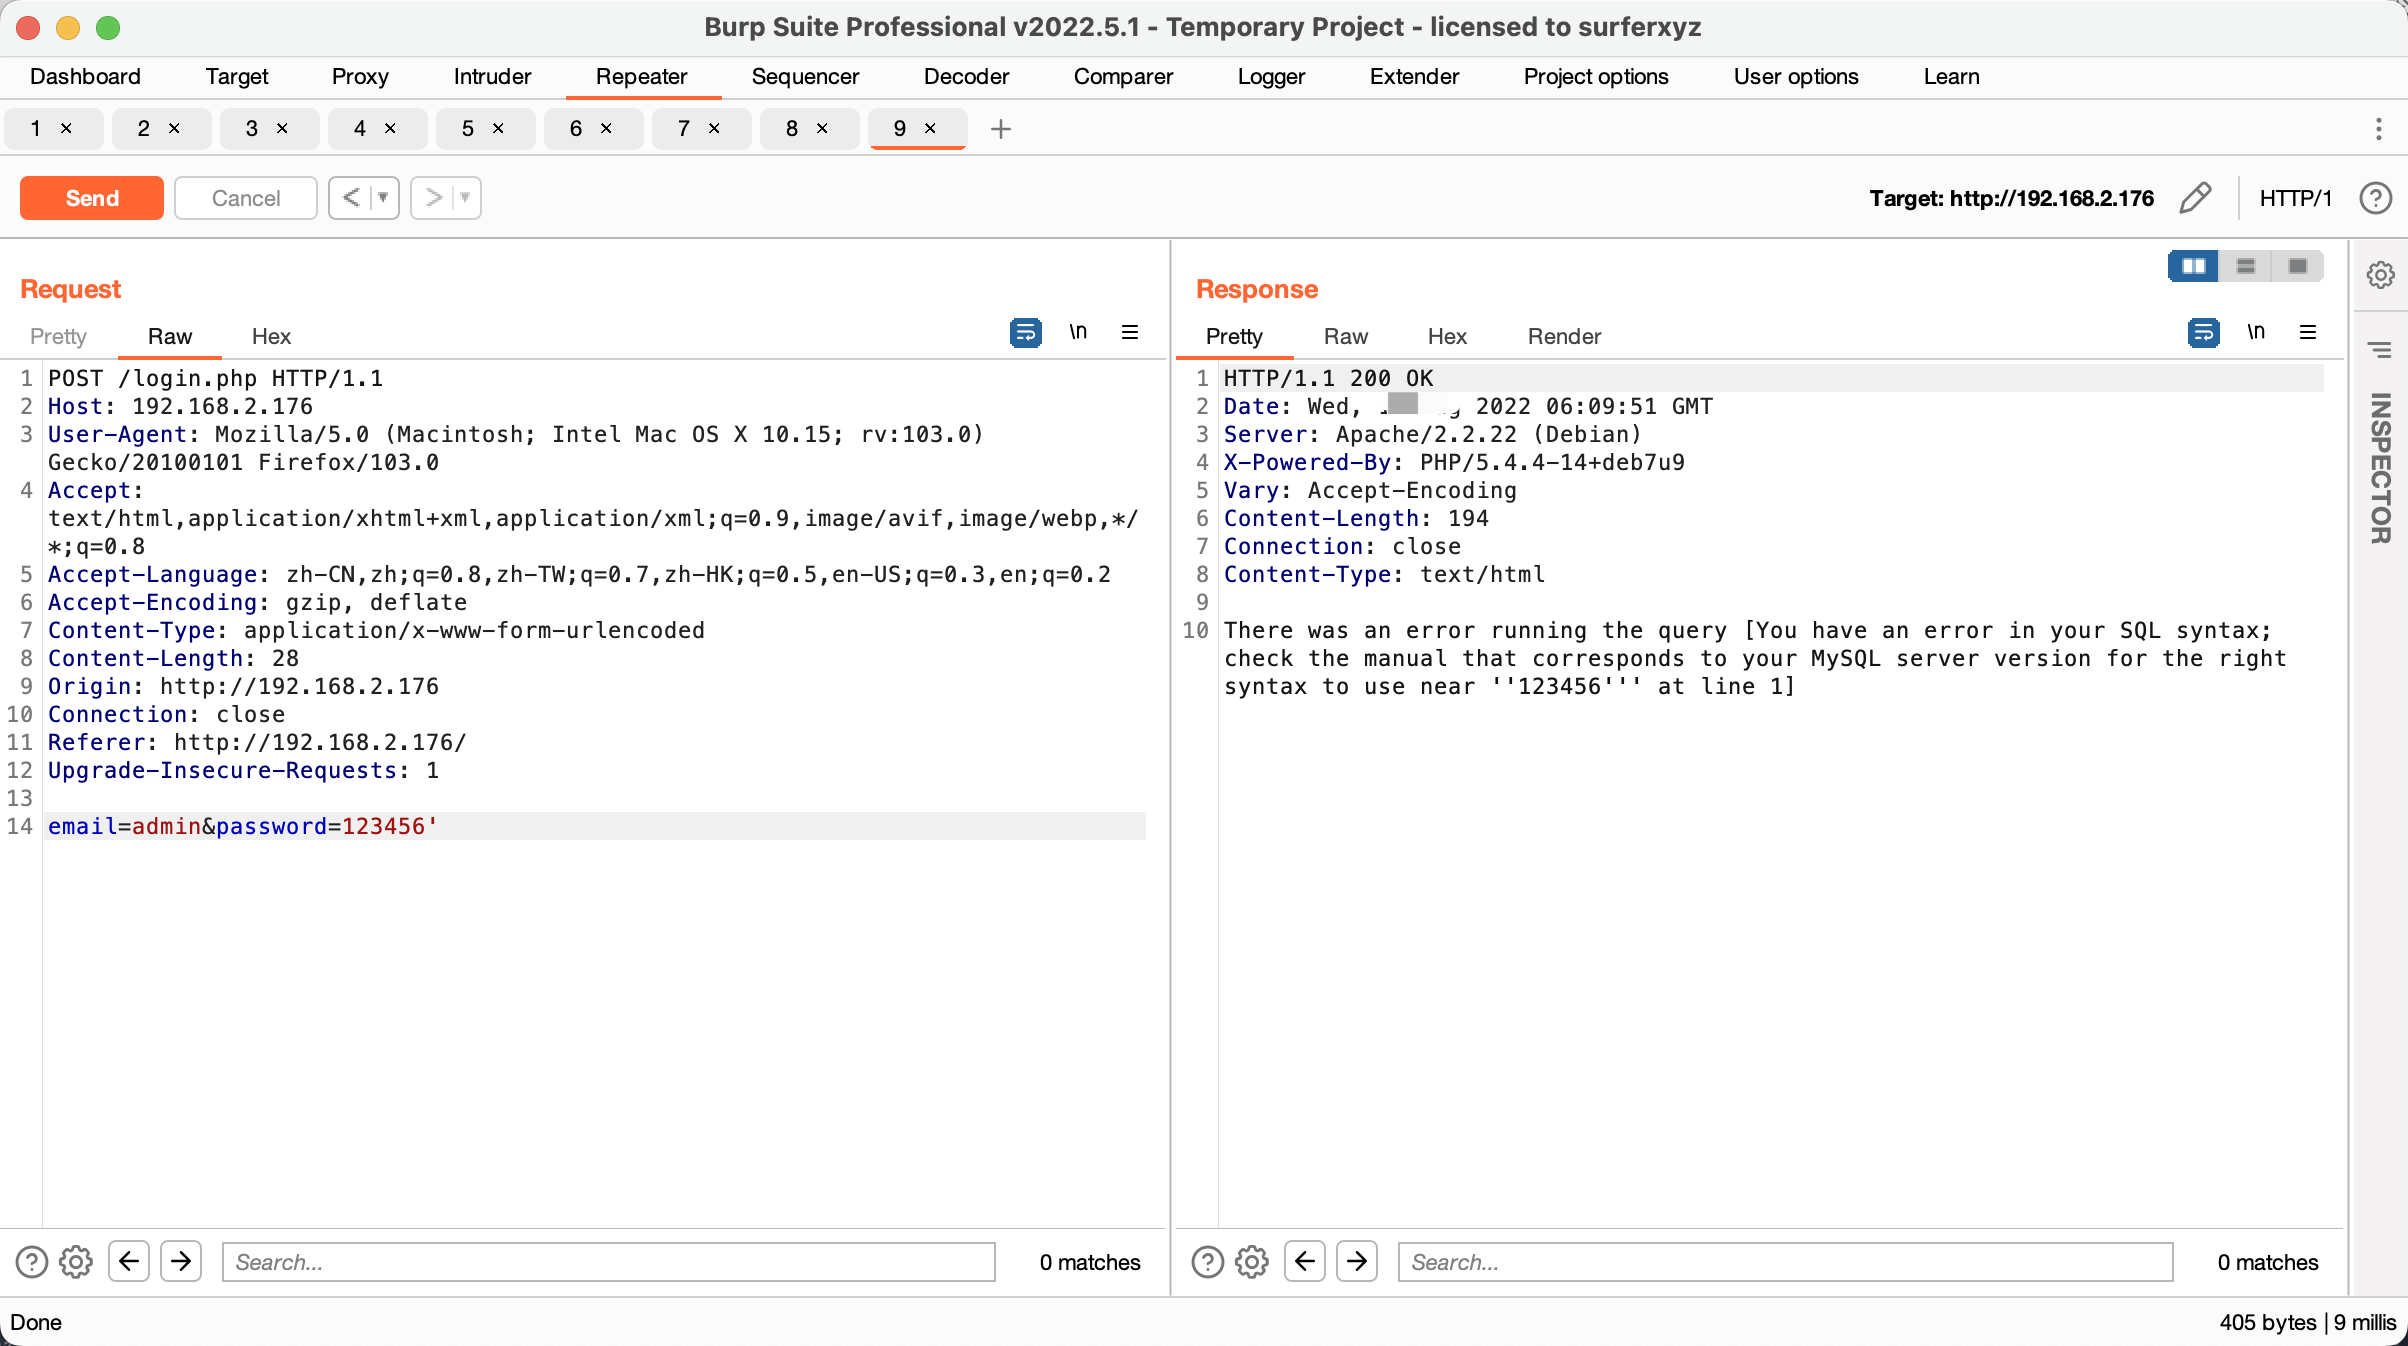 Burp Suite Professional v2022.5.1 - Temporary Project - licensed to surferxyz
Dashboard Target Proxy Intruder Repeater Sequencer Decoder Comparer Logger Extender Project options User options Learn
1 × 2 × 3 × 4 × 5 × 6 × 7 × 8 × 9 × +
Send Cancel < >
Target: http://192.168.2.176 HTTP/1
Request
Pretty Raw Hex \n
1 POST /login.php HTTP/1.1
2 Host: 192.168.2.176
3 User-Agent: Mozilla/5.0 (Macintosh; Intel Mac OS X 10.15; rv:103.0)
Gecko/20100101 Firefox/103.0
4 Accept:
text/html,application/xhtml+xml,application/xml;q=0.9,image/avif,image/webp,*/
*;q=0.8
5 Accept-Language: zh-CN,zh;q=0.8,zh-TW;q=0.7,zh-HK;q=0.5,en-US;q=0.3,en;q=0.2
6 Accept-Encoding: gzip, deflate
7 Content-Type: application/x-www-form-urlencoded
8 Content-Length: 28
9 Origin: http://192.168.2.176
10 Connection: close
11 Referer: http://192.168.2.176/
12 Upgrade-Insecure-Requests: 1
13
14 email=admin&password=123456'
Search... 0 matches
Response
Pretty Raw Hex Render \n
1 HTTP/1.1 200 OK
2 Date: Wed, 2022 06:09:51 GMT
3 Server: Apache/2.2.22 (Debian)
4 X-Powered-By: PHP/5.4.4-14+deb7u9
5 Vary: Accept-Encoding
6 Content-Length: 194
7 Connection: close
8 Content-Type: text/html
9
10 There was an error running the query [You have an error in your SQL syntax;
check the manual that corresponds to your MySQL server version for the right
syntax to use near ''123456''' at line 1]
Search... 0 matches
INSPECTOR
Done
405 bytes | 9 millis